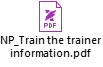 PDF
NP_Train the trainer
information.pdf